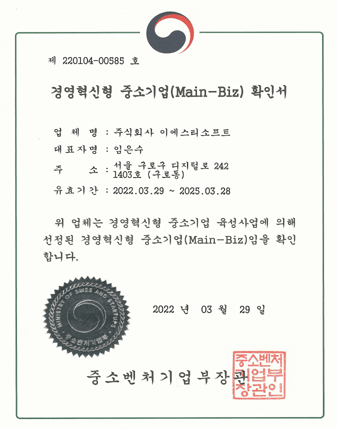 제 220104-00585 호
경영혁신형 중소기업(Main-Biz) 확인서
업 체 명 : 주식회사 이에스티소프트
대표자명 : 임은수
주 소 : 서울 구로구 디지털로 242
1403호 (구로동)
유효기간 : 2022.03.29 ~ 2025.03.28
위 업체는 경영혁신형 중소기업 육성사업에 의해
선정된 경영혁신형 중소기업(Main-Biz)임을 확인
합니다.
2022 년 03 월 29 일
MINISTRY OF SMES AND STARTUPS
중소벤처기업부
중소벤처기업부장관
중소벤처
기업부
장관인